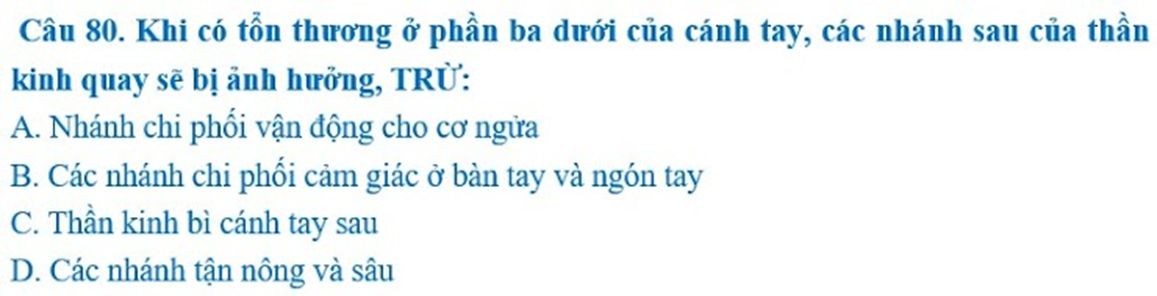 Câu 80. Khi có tổn thương ở phần ba dưới của cánh tay, các nhánh sau của thần
kinh quay sẽ bị ảnh hưởng, TRỪ:
A. Nhánh chi phối vận động cho cơ ngửa
B. Các nhánh chi phối cảm giác ở bàn tay và ngón tay
C. Thần kinh bì cánh tay sau
D. Các nhánh tận nông và sâu